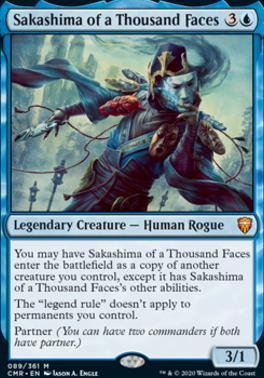 Sakashima of a Thousand Faces 3
Legendary Creature — Human Rogue
You may have Sakashima of a Thousand Faces
enter the battlefield as a copy of another
creature you control, except it has Sakashima
of a Thousand Faces's other abilities.
The “legend rule” doesn't apply to
permanents you control.
Partner (You can have two commanders if
both have partner.)
3/1
089/361 M
CMR • EN Jason A. Engle
™ & © 2020 Wizards of the Coast